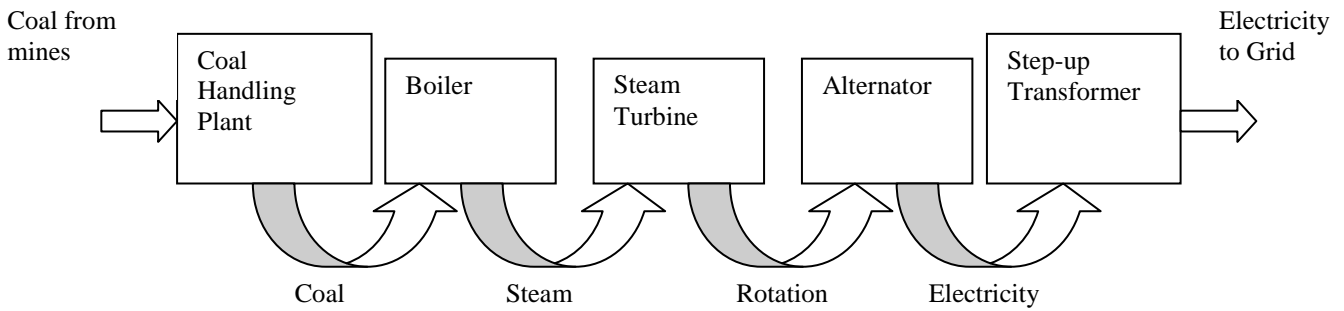 Coal from
mines
Coal
Handling
Plant
Boiler
Steam
Turbine
Alternator
Step-up
Transformer
Electricity
to Grid
Coal
Steam
Rotation
Electricity